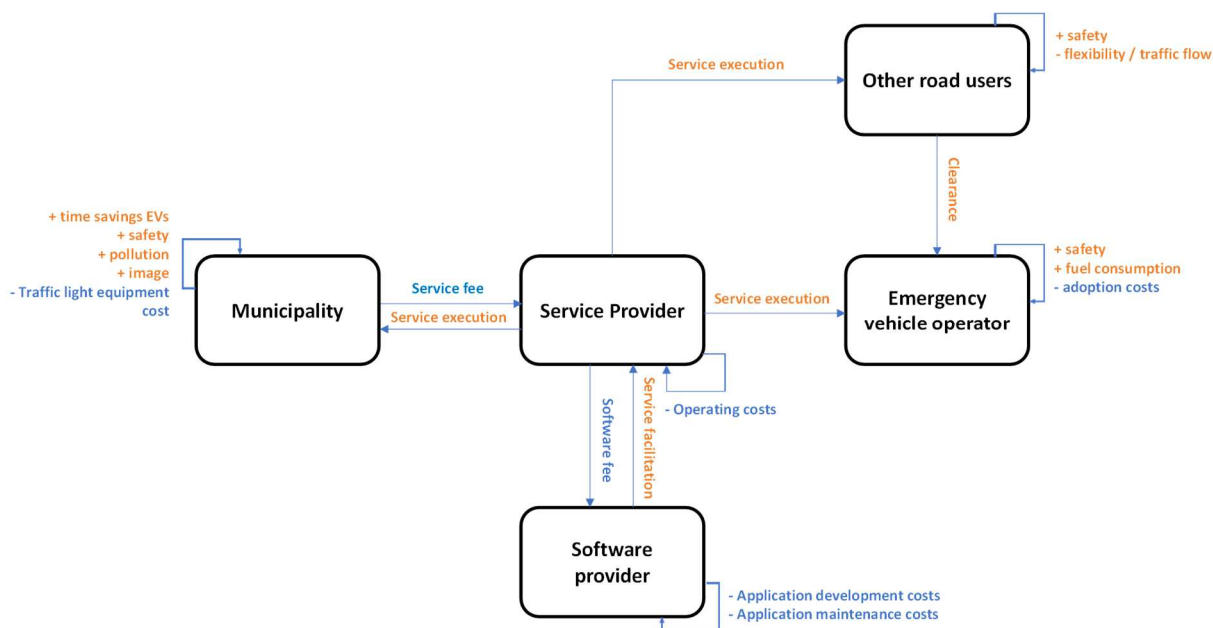 + safety
- flexibility / traffic flow
Service execution
Other road users
Clearance
+ time savings EVs
+ safety
+ pollution
+ image
- Traffic light equipment
cost
Municipality
Service fee
Service execution
Service Provider
Service execution
Emergency
vehicle operator
+ safety
+ fuel consumption
- adoption costs
- Operating costs
Software fee
Service facilitation
Software
provider
- Application development costs
- Application maintenance costs